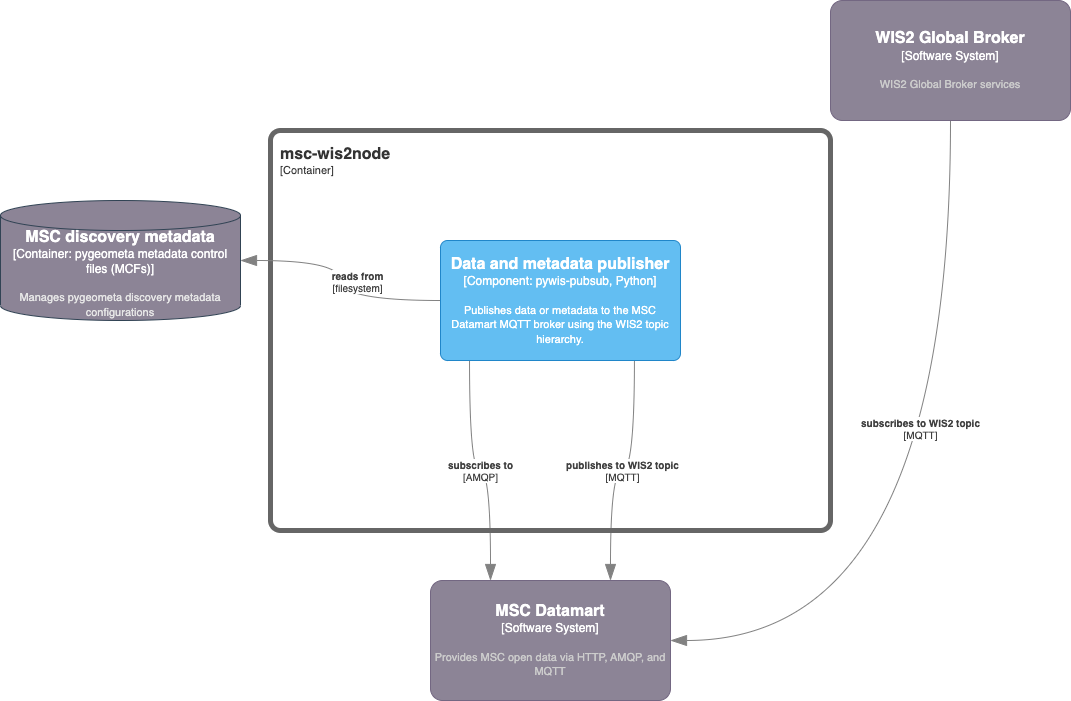 WIS2 Global Broker
[Software System]
WIS2 Global Broker services
msc-wis2node
[Container]
MSC discovery metadata
[Container: pygeometa metadata control
files (MCFs)]
Manages pygeometa discovery metadata
configurations
reads from
[filesystem]
Data and metadata publisher
[Component: pywis-pubsub, Python]
Publishes data or metadata to the MSC
Datamart MQTT broker using the WIS2 topic
hierarchy.
subscribes to WIS2 topic
[MQTT]
subscribes to
[AMQP]
publishes to WIS2 topic
[MQTT]
MSC Datamart
[Software System]
Provides MSC open data via HTTP, AMQP, and
MQTT